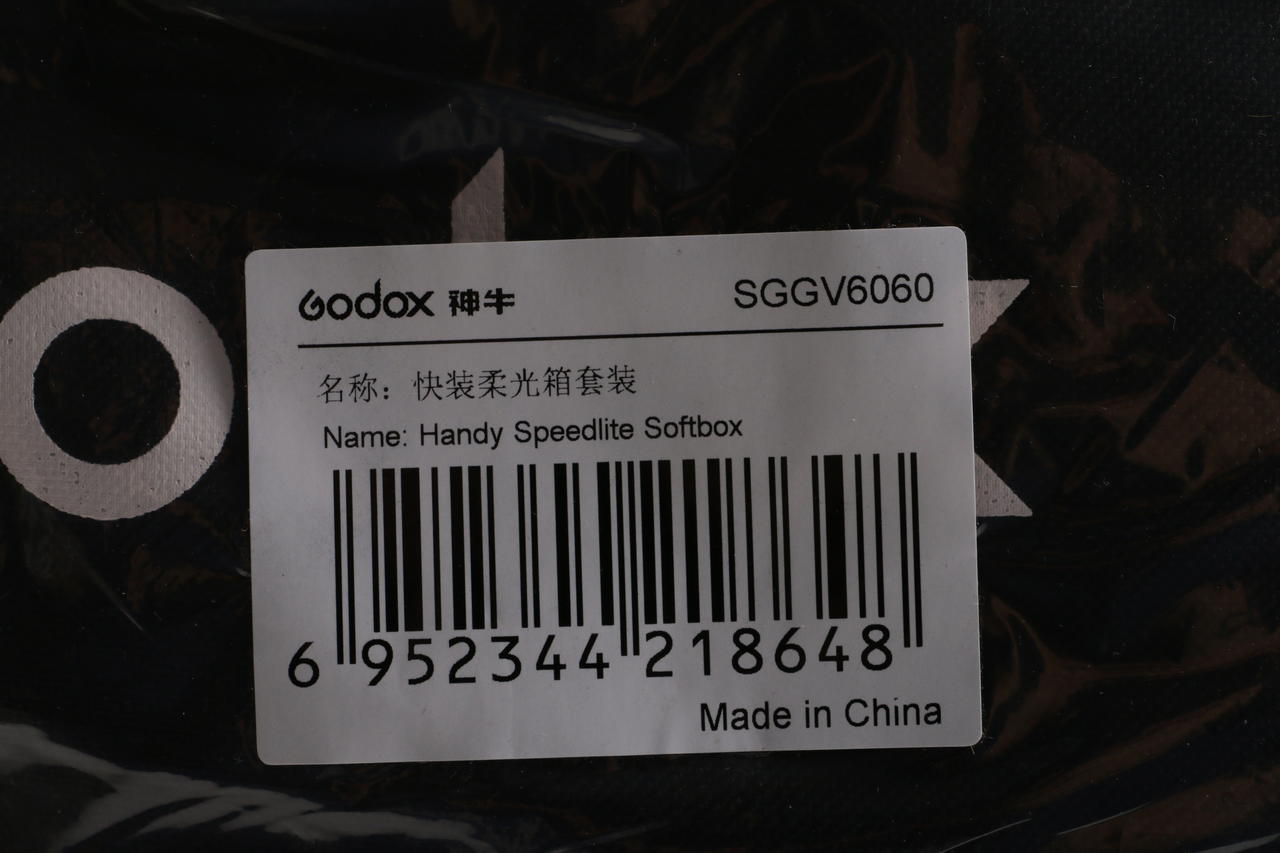 Godox 神牛 SGGV6060
名称：快装柔光箱套装
Name: Handy Speedlite Softbox
6 952344 218648
Made in China